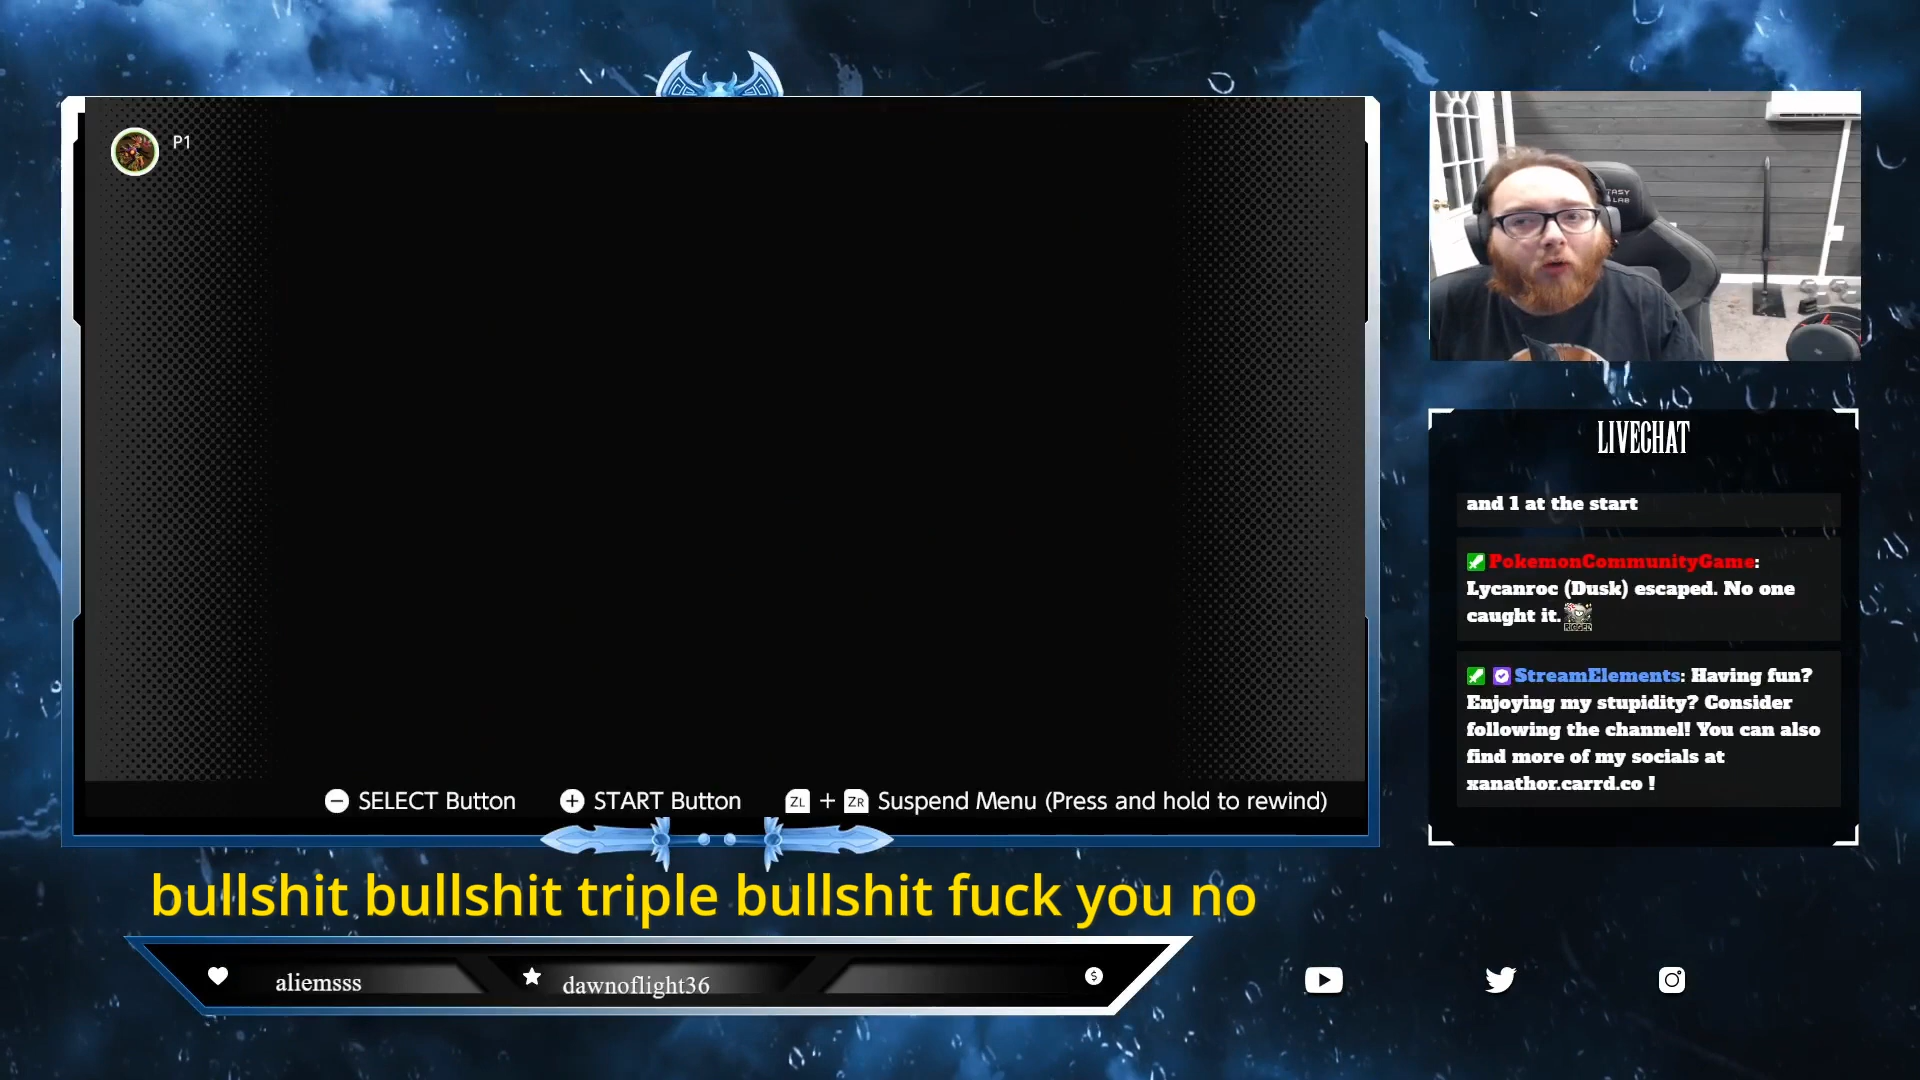 P1
SELECT Button
START Button
ZL + ZR Suspend Menu (Press and hold to rewind)
LIVECHAT
and 1 at the start
PokemonCommunityGame:
Lycanroc (Dusk) escaped. No one
caught it.
StreamElements: Having fun?
Enjoying my stupidity? Consider
following the channel! You can also
find more of my socials at
xanathor.carrd.co !
bullshit bullshit triple bullshit fuck you no
aliemsss
dawnoflight36